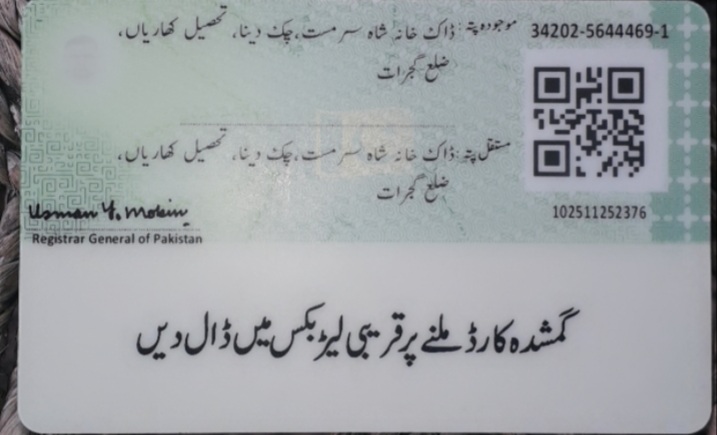 34202-5644469-1
موجودہ پتہ: ڈاک خانہ شاہ سرمست، چک دینا، تحصیل کھاریاں،
ضلع گجرات
مستقل پتہ: ڈاک خانہ شاہ سرمست، چک دینا، تحصیل کھاریاں،
ضلع گجرات
102511252376
Usman Y. Mobin
Registrar General of Pakistan
گمشدہ کارڈ ملنے پر قریبی لیٹر بکس میں ڈال دیں